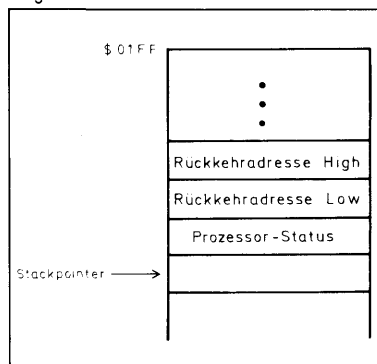 $ 01FF
Rückkehradresse High
Rückkehradresse Low
Prozessor-Status
Stackpointer